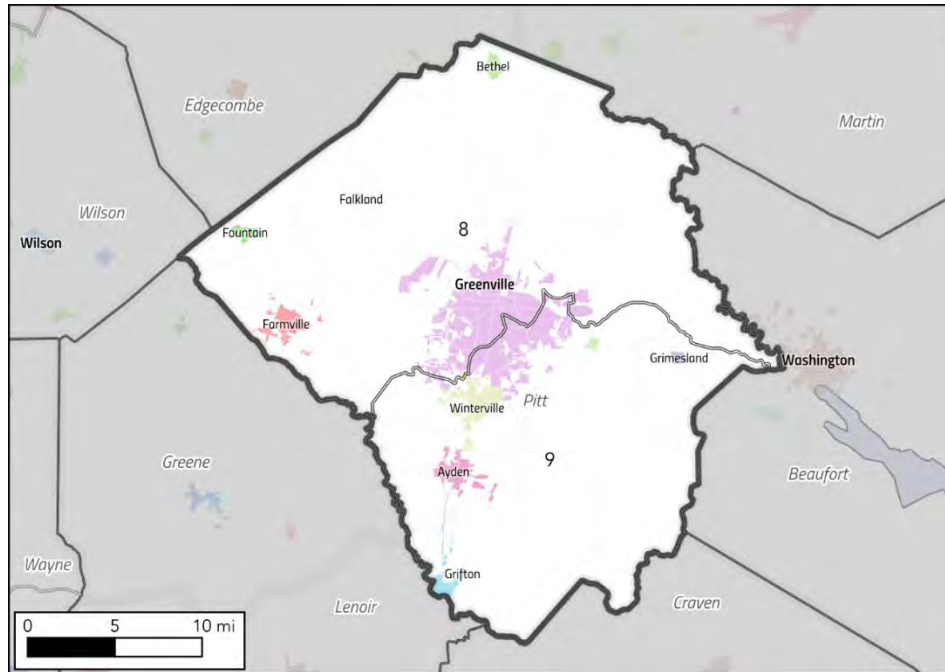 Bethel
Edgecombe
Martin
Falkland
Wilson
8
Fountain
Wilson
Greenville
Farmville
Grimesland
Washington
Winterville
Pitt
9
Greene
Ayden
Beaufort
Wayne
Grifton
Lenoir
Craven
0 5 10 mi